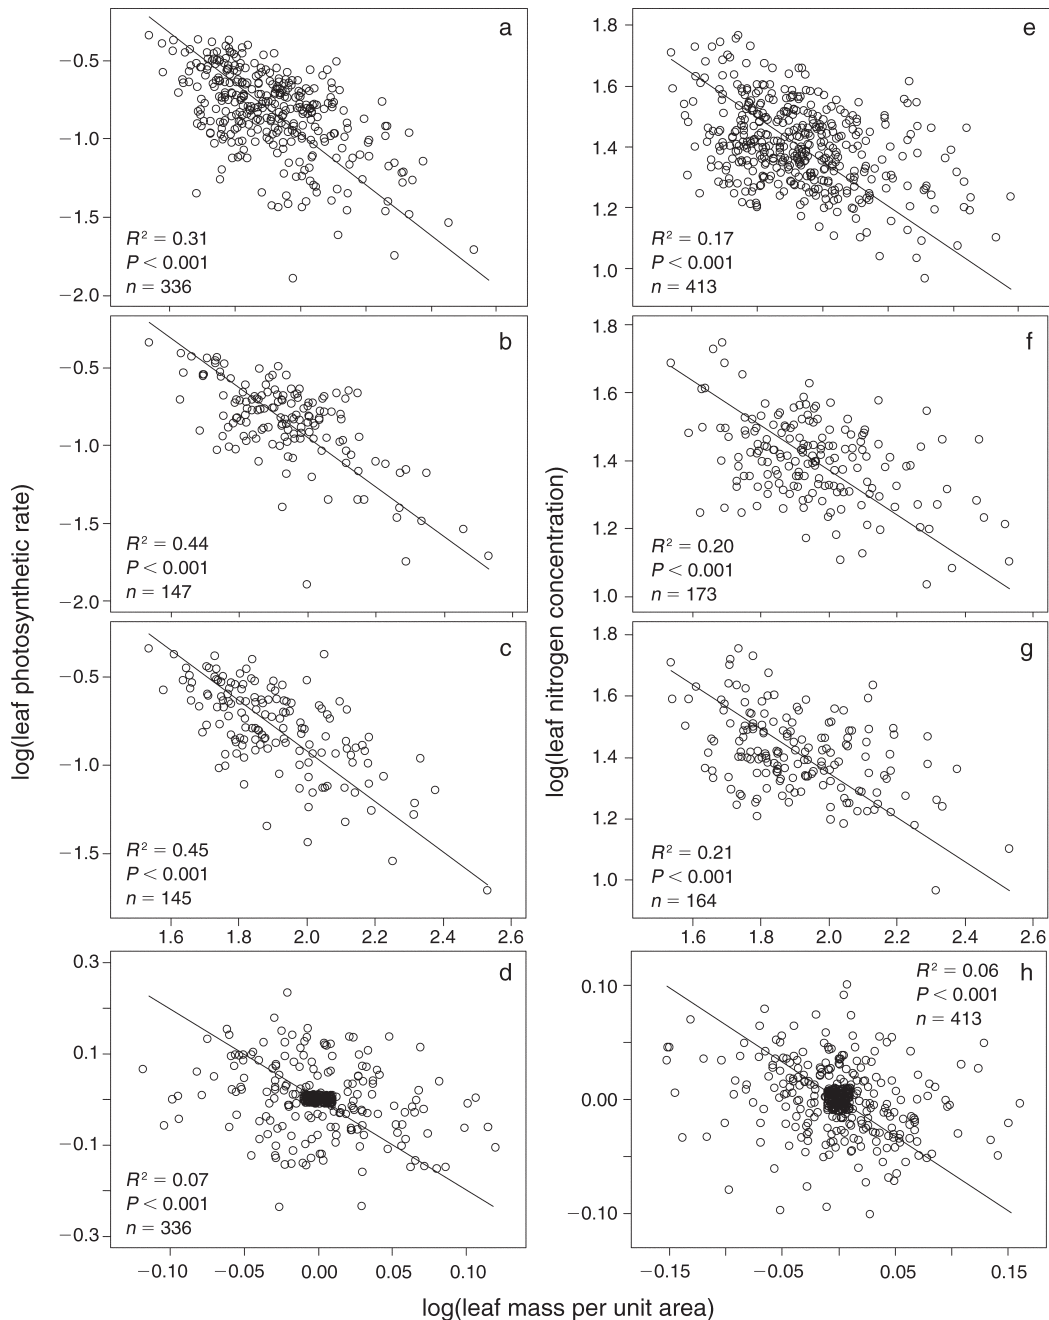 a
−0.5
−1.0
−1.5
−2.0
R² = 0.31
P < 0.001
n = 336
b
−0.5
−1.0
−1.5
−2.0
R² = 0.44
P < 0.001
n = 147
c
−0.5
−1.0
−1.5
R² = 0.45
P < 0.001
n = 145
1.6 1.8 2.0 2.2 2.4 2.6
d
0.3
0.1
−0.1
−0.3
R² = 0.07
P < 0.001
n = 336
−0.10 −0.05 0.00 0.05 0.10
log(leaf photosynthetic rate)
e
1.8
1.6
1.4
1.2
1.0
R² = 0.17
P < 0.001
n = 413
f
1.8
1.6
1.4
1.2
1.0
R² = 0.20
P < 0.001
n = 173
g
1.8
1.6
1.4
1.2
1.0
R² = 0.21
P < 0.001
n = 164
1.6 1.8 2.0 2.2 2.4 2.6
h
R² = 0.06
P < 0.001
n = 413
0.10
0.00
−0.10
−0.15 −0.05 0.05 0.15
log(leaf nitrogen concentration)
log(leaf mass per unit area)